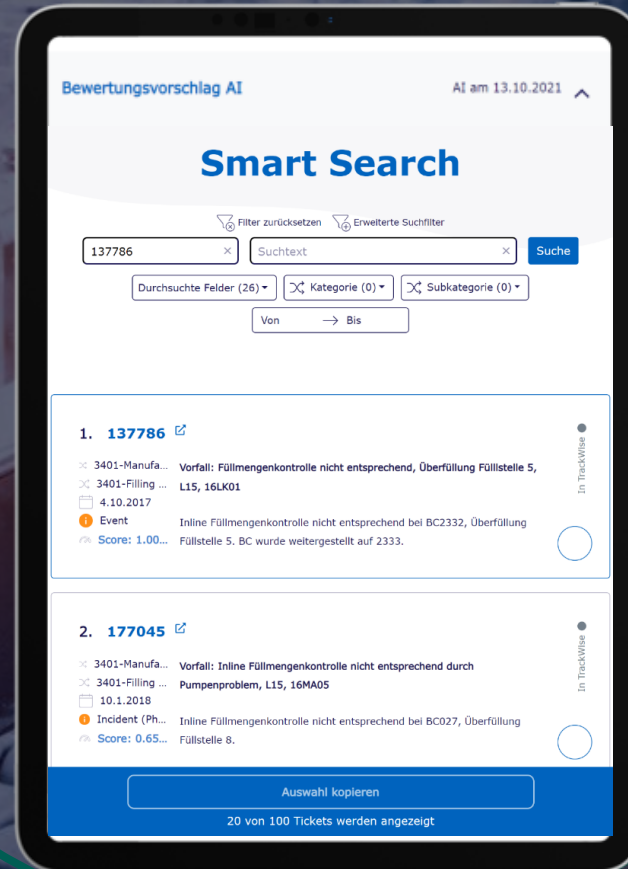 Bewertungsvorschlag AI
AI am 13.10.2021
Smart Search
Filter zurücksetzen Erweiterte Suchfilter
137786 Suchtext Suche
Durchsuchte Felder (26) Kategorie (0) Subkategorie (0)
Von → Bis
1. 137786
In TrackWise
3401-Manufa...
3401-Filling ...
4.10.2017
Event
Score: 1.00...
Vorfall: Füllmengenkontrolle nicht entsprechend, Überfüllung Füllistelle 5,
L15, 16LK01
Inline Füllmengenkontrolle nicht entsprechend bei BC2332, Überfüllung
Füllstelle 5. BC wurde weitergestellt auf 2333.
2. 177045
In TrackWise
3401-Manufa...
3401-Filling ...
10.1.2018
Incident (Ph...
Score: 0.65...
Vorfall: Inline Füllmengenkontrolle nicht entsprechend durch
Pumpenproblem, L15, 16MA05
Inline Füllmengenkontrolle nicht entsprechend bei BC027, Überfüllung
Füllstelle 8.
Auswahl kopieren
20 von 100 Tickets werden angezeigt